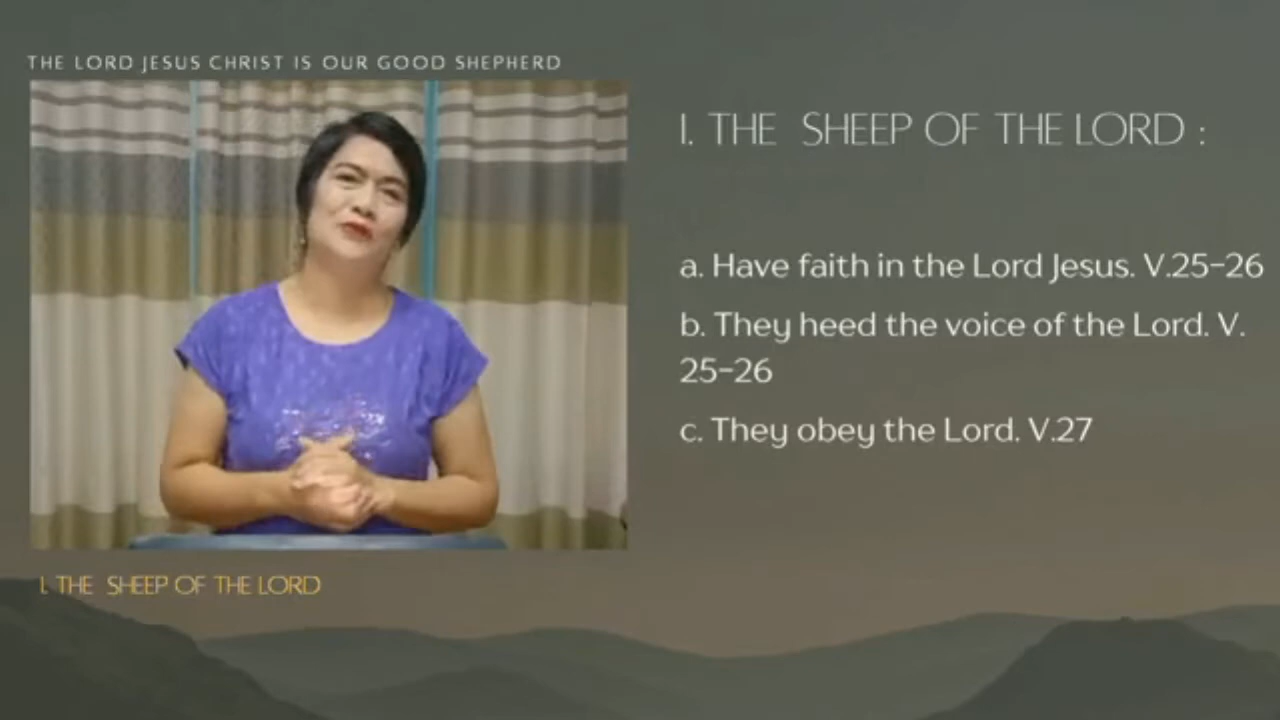 THE LORD JESUS CHRIST IS OUR GOOD SHEPHERD
I. THE SHEEP OF THE LORD :
a. Have faith in the Lord Jesus. V.25-26
b. They heed the voice of the Lord. V.
25-26
c. They obey the Lord. V.27
I. THE SHEEP OF THE LORD